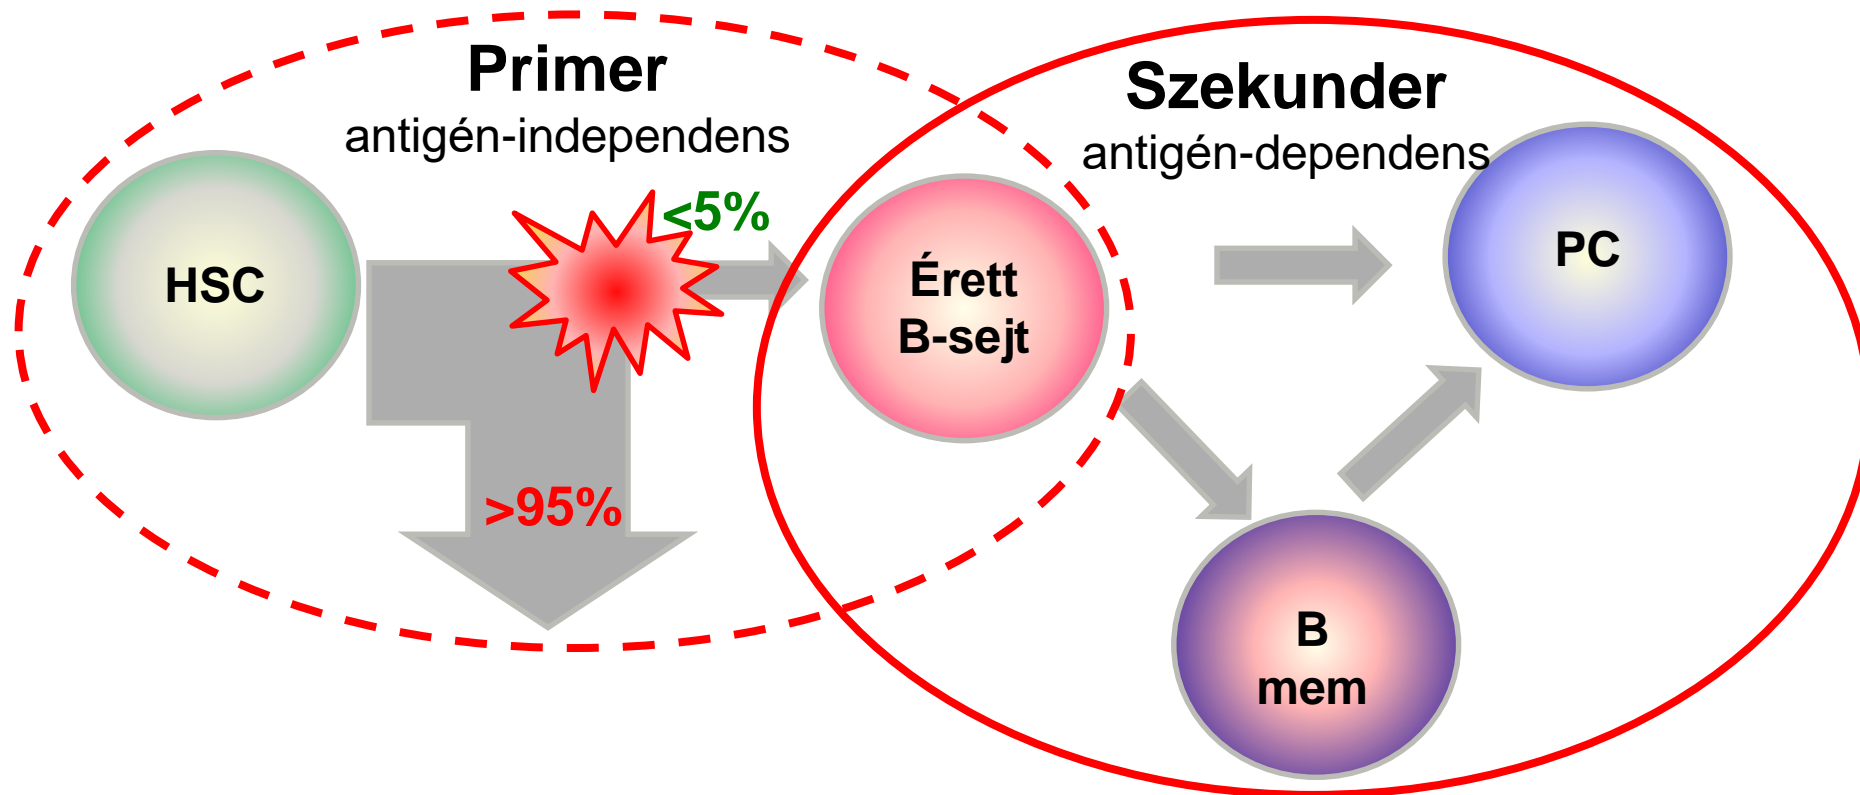 Primer
antigén-independens
Szekunder
antigén-dependens
<5%
HSC
Érett
B-sejt
PC
>95%
B
mem